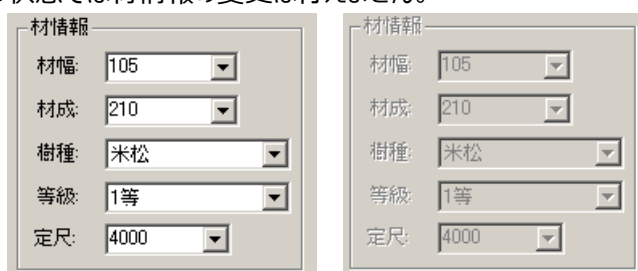 状態では材情報の変更は行えません。
材情報
材幅: 105
材成: 210
樹種: 米松
等級: 1等
定尺: 4000
材情報
材幅: 105
材成: 210
樹種: 米松
等級: 1等
定尺: 4000